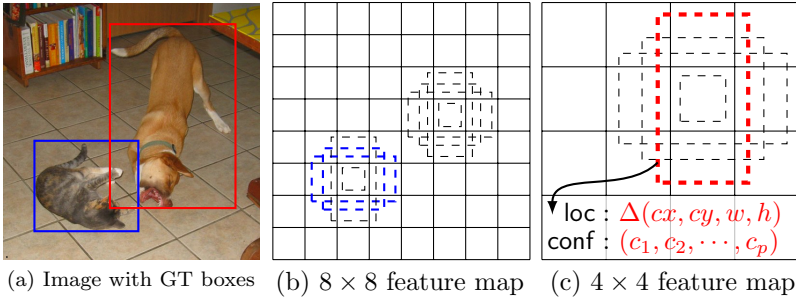 loc : Δ(cx, cy, w, h)
conf : (c₁, c₂, ⋯, cₚ)
(a) Image with GT boxes
(b) 8 × 8 feature map
(c) 4 × 4 feature map